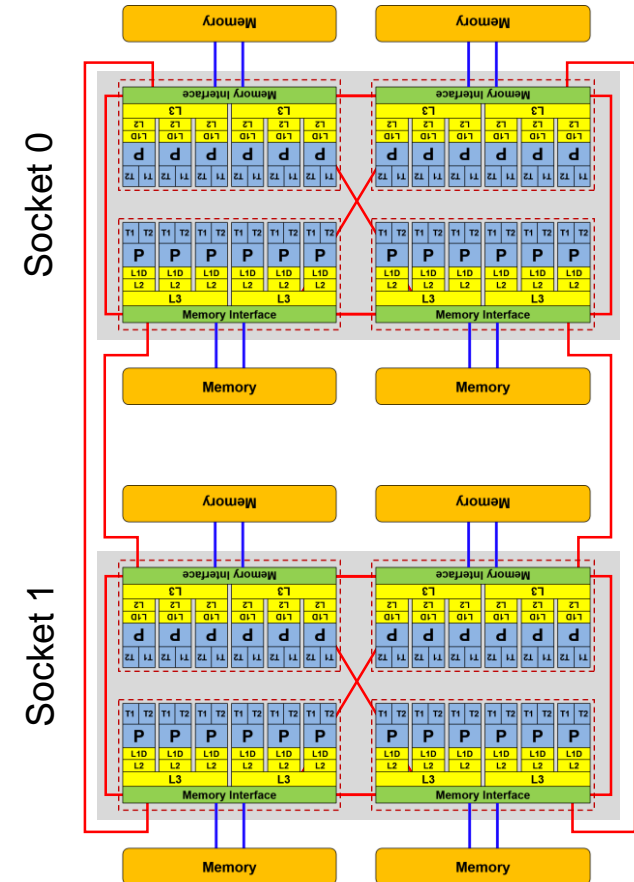 Memory Memory
Socket 0
Memory Interface Memory Interface
L3 L3 L3 L3
L2 L2 L2 L2 L2 L2 L2 L2 L2 L2 L2 L2
L1D L1D L1D L1D L1D L1D L1D L1D L1D L1D L1D L1D
P P P P P P P P P P P P
T2 T1 T2 T1 T2 T1 T2 T1 T2 T1 T2 T1 T2 T1 T2 T1 T2 T1 T2 T1 T2 T1 T2 T1
T1 T2 T1 T2 T1 T2 T1 T2 T1 T2 T1 T2 T1 T2 T1 T2 T1 T2 T1 T2 T1 T2 T1 T2
P P P P P P P P P P P P
L1D L1D L1D L1D L1D L1D L1D L1D L1D L1D L1D L1D
L2 L2 L2 L2 L2 L2 L2 L2 L2 L2 L2 L2
L3 L3 L3 L3
Memory Interface Memory Interface
Memory Memory
Memory Memory
Socket 1
Memory Interface Memory Interface
L3 L3 L3 L3
L2 L2 L2 L2 L2 L2 L2 L2 L2 L2 L2 L2
L1D L1D L1D L1D L1D L1D L1D L1D L1D L1D L1D L1D
P P P P P P P P P P P P
T2 T1 T2 T1 T2 T1 T2 T1 T2 T1 T2 T1 T2 T1 T2 T1 T2 T1 T2 T1 T2 T1 T2 T1
T1 T2 T1 T2 T1 T2 T1 T2 T1 T2 T1 T2 T1 T2 T1 T2 T1 T2 T1 T2 T1 T2 T1 T2
P P P P P P P P P P P P
L1D L1D L1D L1D L1D L1D L1D L1D L1D L1D L1D L1D
L2 L2 L2 L2 L2 L2 L2 L2 L2 L2 L2 L2
L3 L3 L3 L3
Memory Interface Memory Interface
Memory Memory